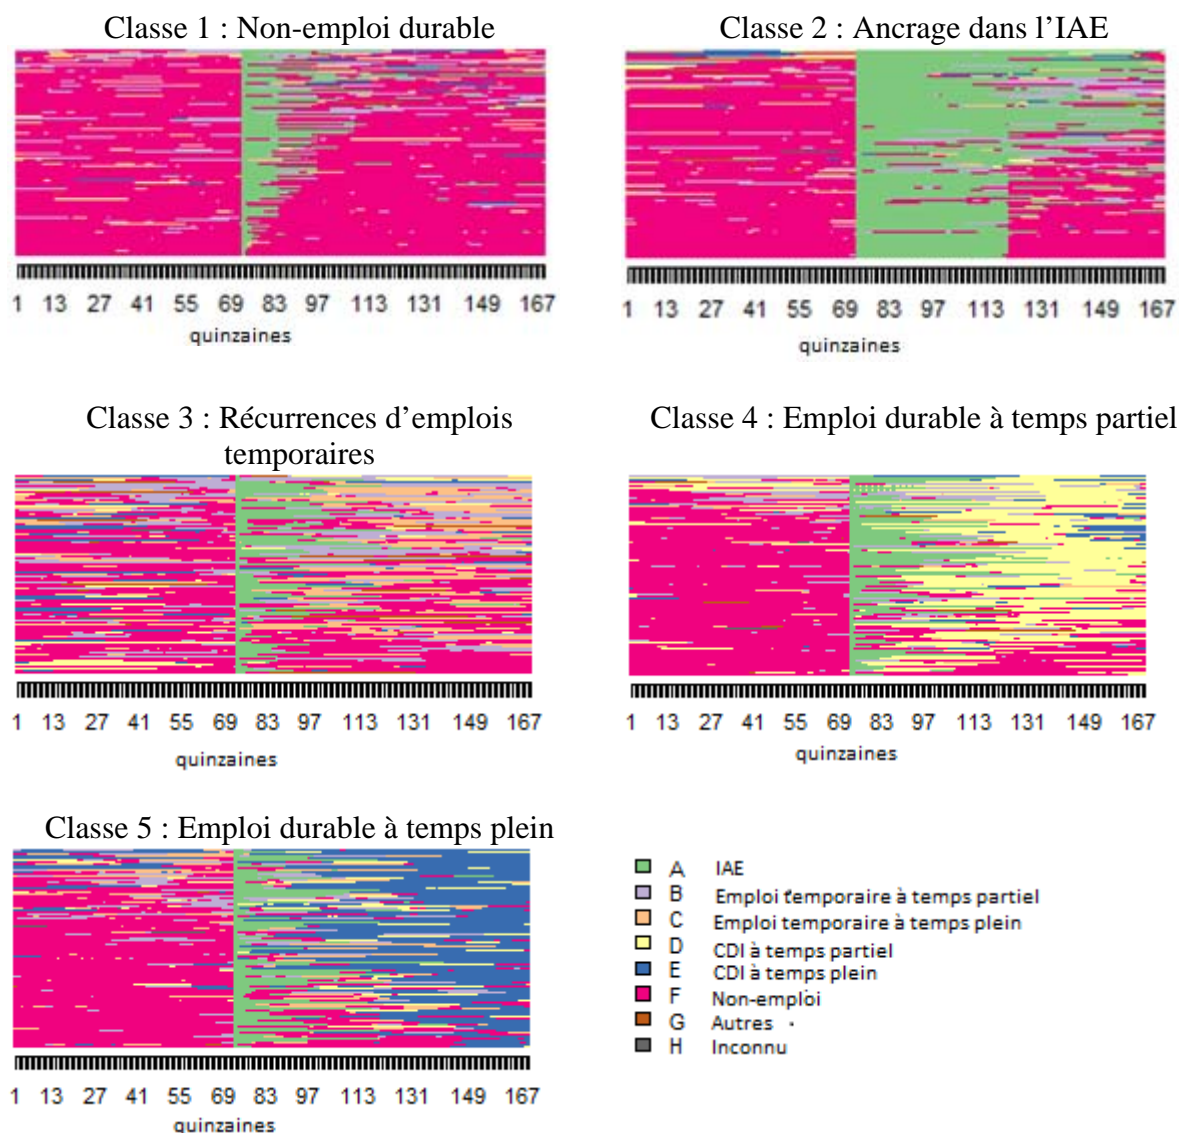 Classe 1 : Non-emploi durable
1 13 27 41 55 69 83 97 113 131 149 167
quinzaines
Classe 2 : Ancrage dans l’IAE
1 13 27 41 55 69 83 97 113 131 149 167
quinzaines
Classe 3 : Récurrences d’emplois
temporaires
1 13 27 41 55 69 83 97 113 131 149 167
quinzaines
Classe 4 : Emploi durable à temps partiel
1 13 27 41 55 69 83 97 113 131 149 167
quinzaines
Classe 5 : Emploi durable à temps plein
1 13 27 41 55 69 83 97 113 131 149 167
quinzaines
A IAE
B Emploi temporaire à temps partiel
C Emploi temporaire à temps plein
D CDI à temps partiel
E CDI à temps plein
F Non-emploi
G Autres
H Inconnu